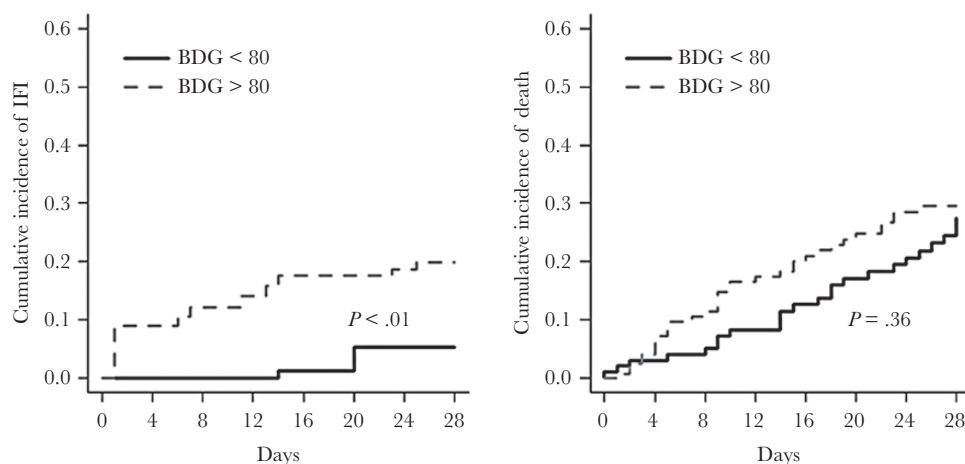 Cumulative incidence of IFI
0.6
0.5
0.4
0.3
0.2
0.1
0.0
BDG < 80
BDG > 80
P < .01
0 4 8 12 16 20 24 28
Days
Cumulative incidence of death
0.6
0.5
0.4
0.3
0.2
0.1
0.0
BDG < 80
BDG > 80
P = .36
0 4 8 12 16 20 24 28
Days